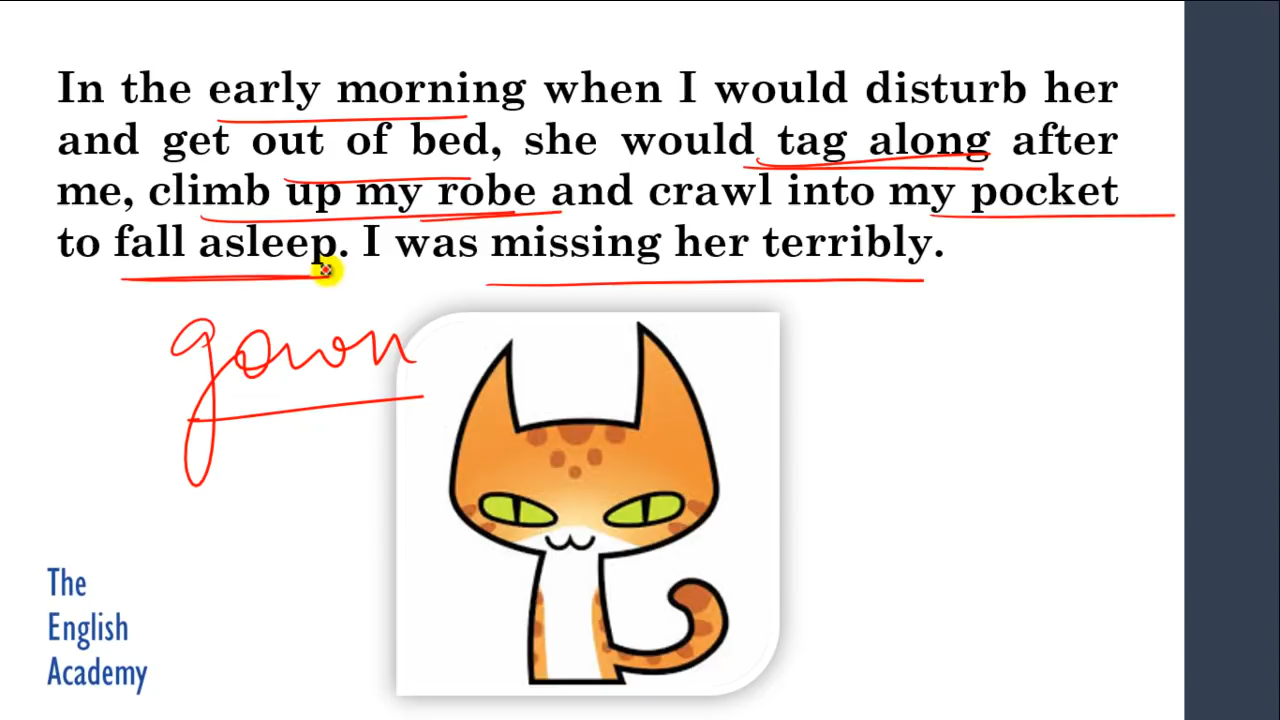 In the early morning when I would disturb her
and get out of bed, she would tag along after
me, climb up my robe and crawl into my pocket
to fall asleep. I was missing her terribly.
gown
The
English
Academy